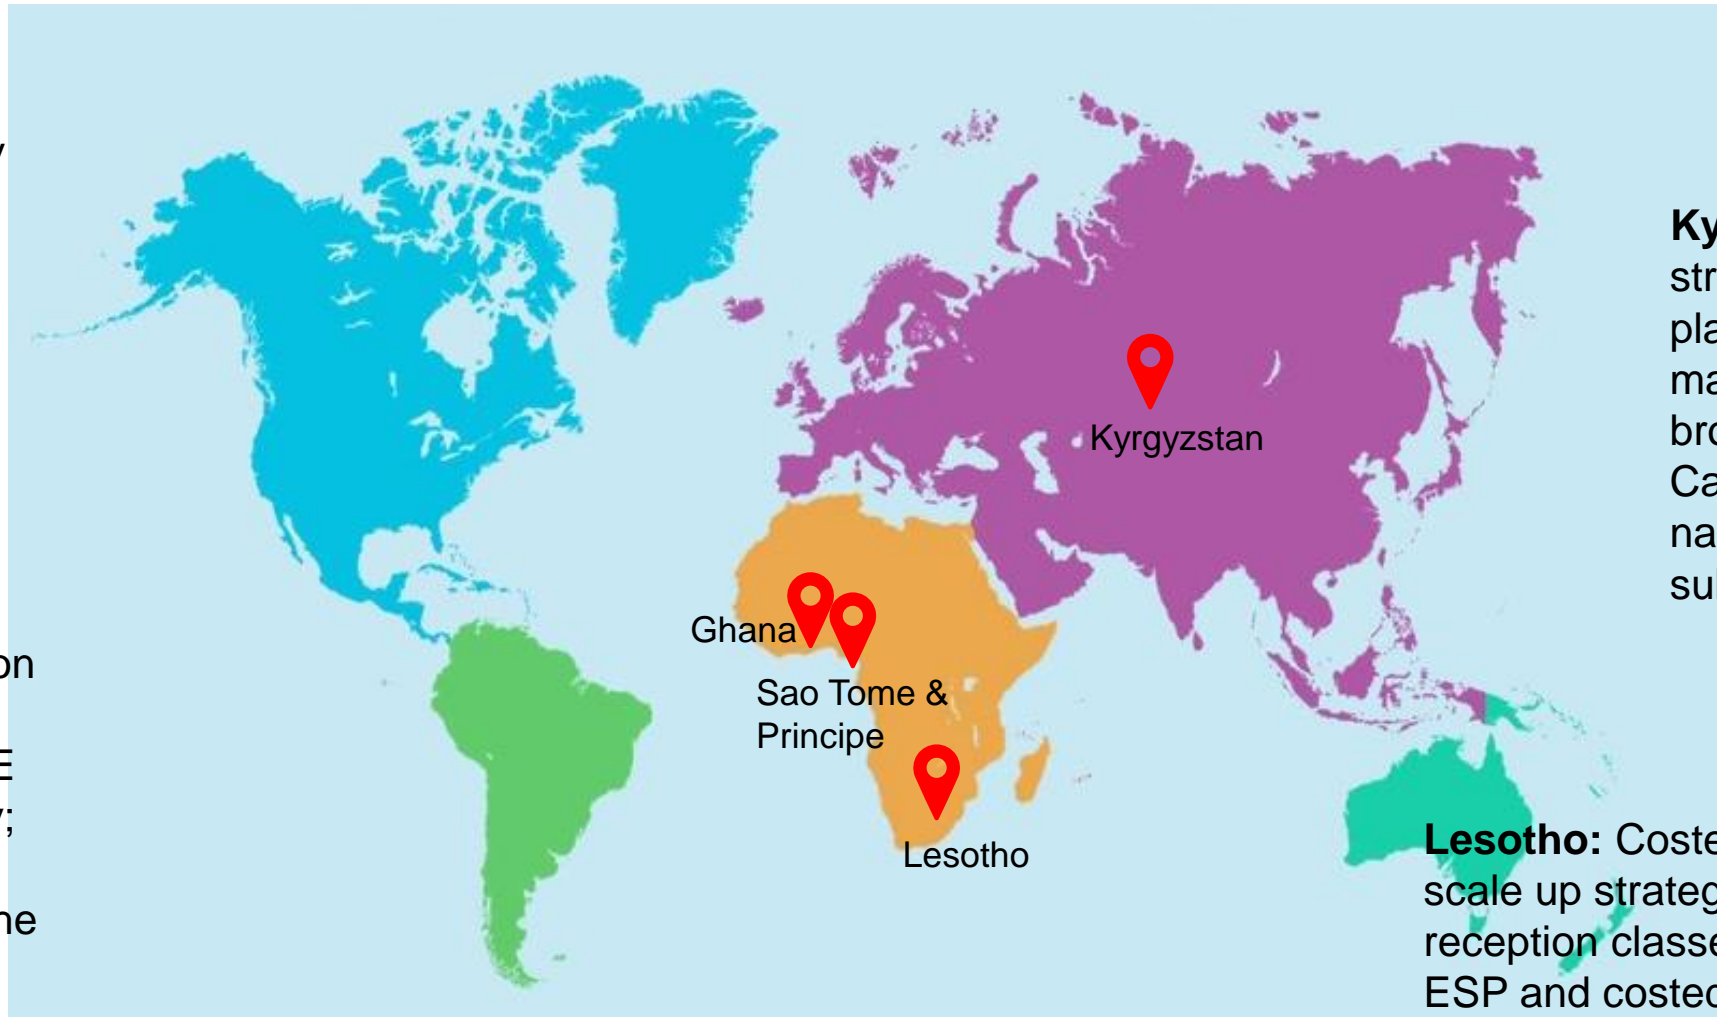 Kyrgyzstan
Ghana
Sao Tome &
Principe
Lesotho
on
E
y;
ne
Ky
str
pla
ma
bro
Ca
na
sul
Lesotho: Coste
scale up strateg
reception classe
ESP and costed